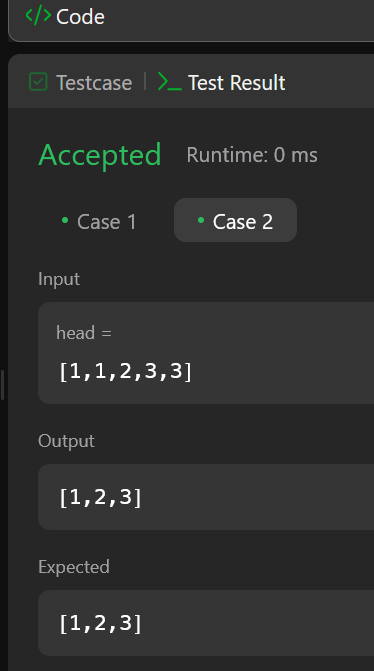 </> Code
Testcase | >_ Test Result
Accepted Runtime: 0 ms
• Case 1 • Case 2
Input
head =
[1,1,2,3,3]
Output
[1,2,3]
Expected
[1,2,3]